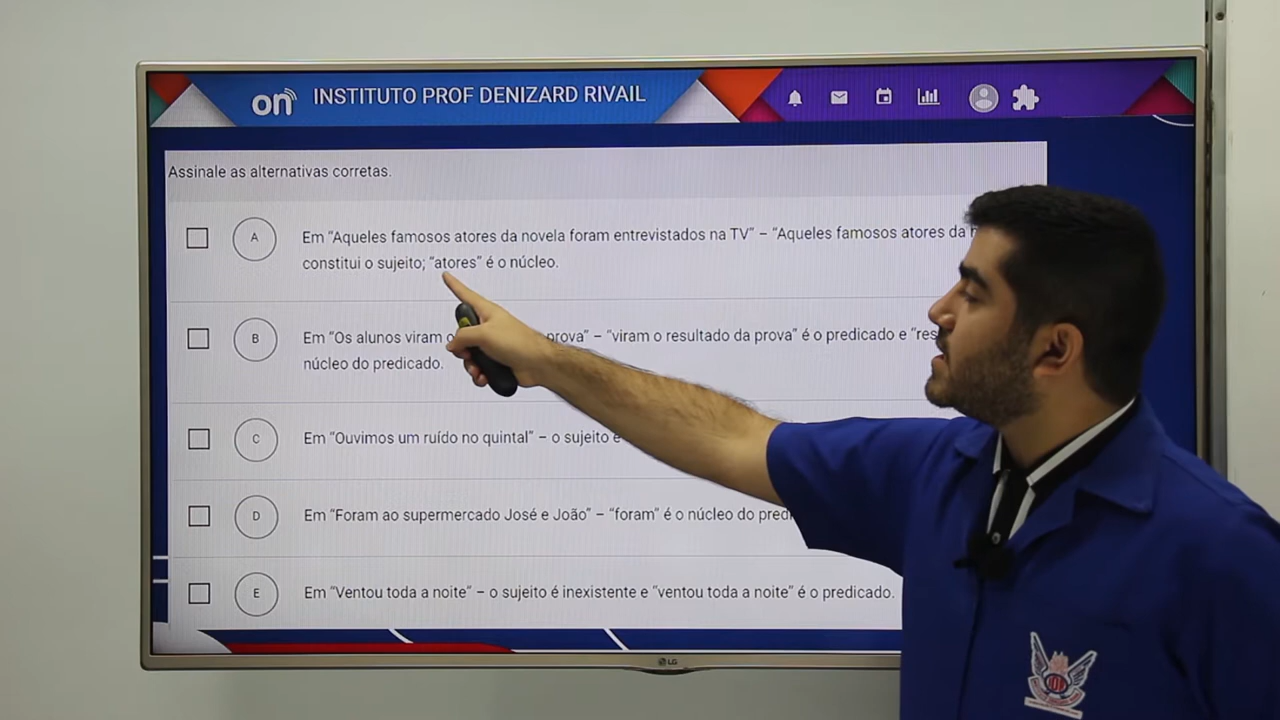 on INSTITUTO PROF DENIZARD RIVAIL
Assinale as alternativas corretas.
A Em “Aqueles famosos atores da novela foram entrevistados na TV” – “Aqueles famosos atores da
constitui o sujeito; “atores” é o núcleo.
B Em “Os alunos viram prova” – “viram o resultado da prova” é o predicado e
núcleo do predicado.
C Em “Ouvimos um ruído no quintal” – o sujeito
D Em “Foram ao supermercado José e João” – “foram” é o núcleo do
E Em “Ventou toda a noite” – o sujeito é inexistente e “ventou toda a noite” é o predicado.
LG